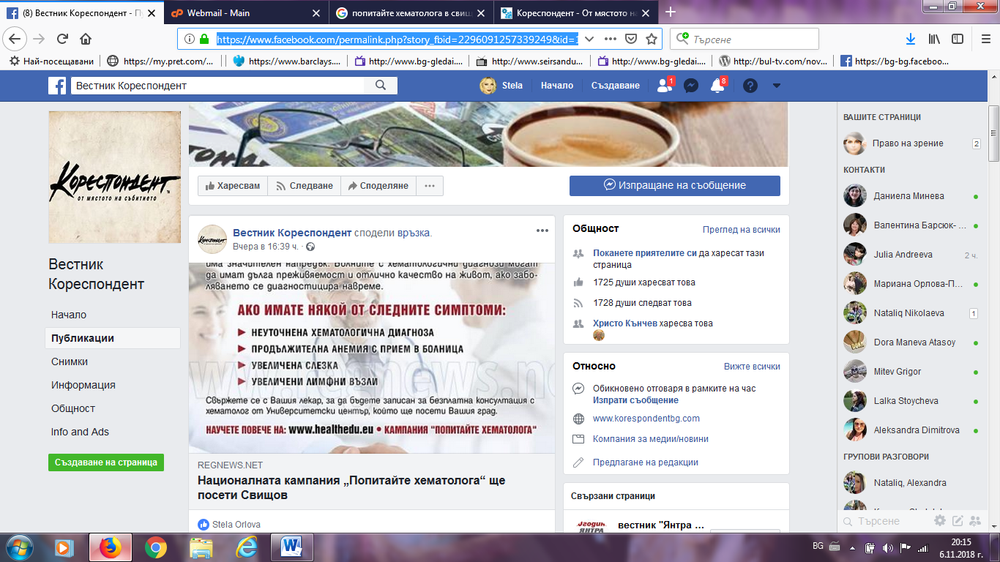 (8) Вестник Кореспондент - П
Webmail - Main
попитайте хематолога в свищ
Кореспондент - От мястото на
https://www.facebook.com/permalink.php?story_fbid=2296091257339249&id=1
Търсене
Най-посещавани
https://my.pret.com/...
https://www.barclays....
http://www.bg-gledai....
http://www.seirsandu...
http://www.bg-gledai....
http://bul-tv.com/nov...
https://bg-bg.faceboo...
Вестник Кореспондент
Stela
Начало
Създаване
1
8
Кореспондент
от мястото на събитието
Вестник
Кореспондент
Начало
Публикации
Снимки
Информация
Общност
Info and Ads
Създаване на страница
Харесвам
Следване
Споделяне
Изпращане на съобщение
Вестник Кореспондент сподели връзка.
Вчера в 16:39 ч.
има значителен напредък. Болните с хематологични диагнози могат
да имат дълга преживяемост и отлично качество на живот, ако забо-
ляването се диагностицира навреме.
АКО ИМАТЕ НЯКОЙ ОТ СЛЕДНИТЕ СИМПТОМИ:
НЕУТОЧНЕНА ХЕМАТОЛОГИЧНА ДИАГНОЗА
ПРОДЪЛЖИТЕЛНА АНЕМИЯ С ПРИЕМ В БОЛНИЦА
УВЕЛИЧЕНА СЛЕЗКА
УВЕЛИЧЕНИ ЛИМФНИ ВЪЗЛИ
www.regnews.ne
Свържете се с Вашия лекар, за да бъдете записан за безплатна консултация с
хематолог от Университетски център, който ще посети Вашия град.
НАУЧЕТЕ ПОВЕЧЕ НА: www.healthedu.eu • КАМПАНИЯ "ПОПИТАЙТЕ ХЕМАТОЛОГА"
REGNEWS.NET
Националната кампания „Попитайте хематолога“ ще
посети Свищов
Stela Orlova
Общност
Преглед на всички
Поканете приятелите си да харесат тази
страница
1725 души харесват това
1728 души следват това
Христо Кънчев харесва това
Относно
Вижте всички
Обикновено отговаря в рамките на час
Изпрати съобщение
www.korespondentbg.com
Компания за медии/новини
Предлагане на редакции
Свързани страници
ЯНТРА
вестник "Янтра ...
ВАШИТЕ СТРАНИЦИ
Право на зрение
2
КОНТАКТИ
Даниела Минева
Валентина Барсюк- ...
Julia Andreeva
2 ч.
Мариана Орлова-П...
Nataliq Nikolaeva
1
Dora Maneva Atasoy
Mitev Grigor
Lalka Stoycheva
Aleksandra Dimitrova
ГРУПОВИ РАЗГОВОРИ
Nataliq, Alexandra
Търсене
BG
20:15
6.11.2018 г.